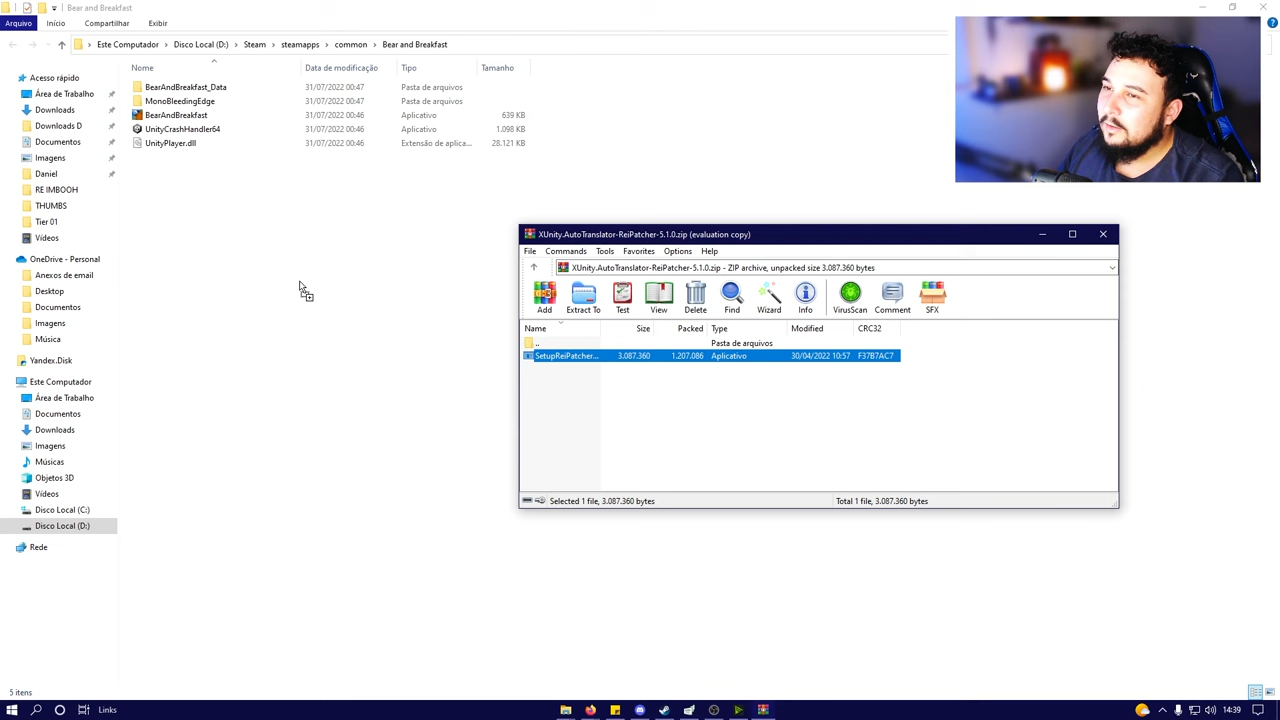 Bear and Breakfast
Arquivo Início Compartilhar Exibir
Este Computador Disco Local (D:) Steam steamapps common Bear and Breakfast
Nome Data de modificação Tipo Tamanho
BearAndBreakfast_Data 31/07/2022 00:47 Pasta de arquivos
MonoBleedingEdge 31/07/2022 00:47 Pasta de arquivos
BearAndBreakfast 31/07/2022 00:46 Aplicativo 639 KB
UnityCrashHandler64 31/07/2022 00:46 Aplicativo 1.098 KB
UnityPlayer.dll 31/07/2022 00:46 Extensão de aplica... 28.121 KB
Acesso rápido
Área de Trabalho
Downloads
Downloads D
Documentos
Imagens
Daniel
RE IMBOOH
THUMBS
Tier 01
Vídeos
OneDrive - Personal
Anexos de email
Desktop
Documentos
Imagens
Música
Yandex.Disk
Este Computador
Área de Trabalho
Documentos
Downloads
Imagens
Músicas
Objetos 3D
Vídeos
Disco Local (C:)
Disco Local (D:)
Rede
XUnity.AutoTranslator-ReiPatcher-5.1.0.zip (evaluation copy)
File Commands Tools Favorites Options Help
XUnity.AutoTranslator-ReiPatcher-5.1.0.zip - ZIP archive, unpacked size 3.087.360 bytes
Add Extract To Test View Delete Find Wizard Info VirusScan Comment SFX
Name Size Packed Type Modified CRC32
.. Pasta de arquivos
SetupReiPatcher... 3.087.360 1.207.086 Aplicativo 30/04/2022 10:57 F37B7AC7
Selected 1 file, 3.087.360 bytes Total 1 file, 3.087.360 bytes
5 itens
Links 14:39